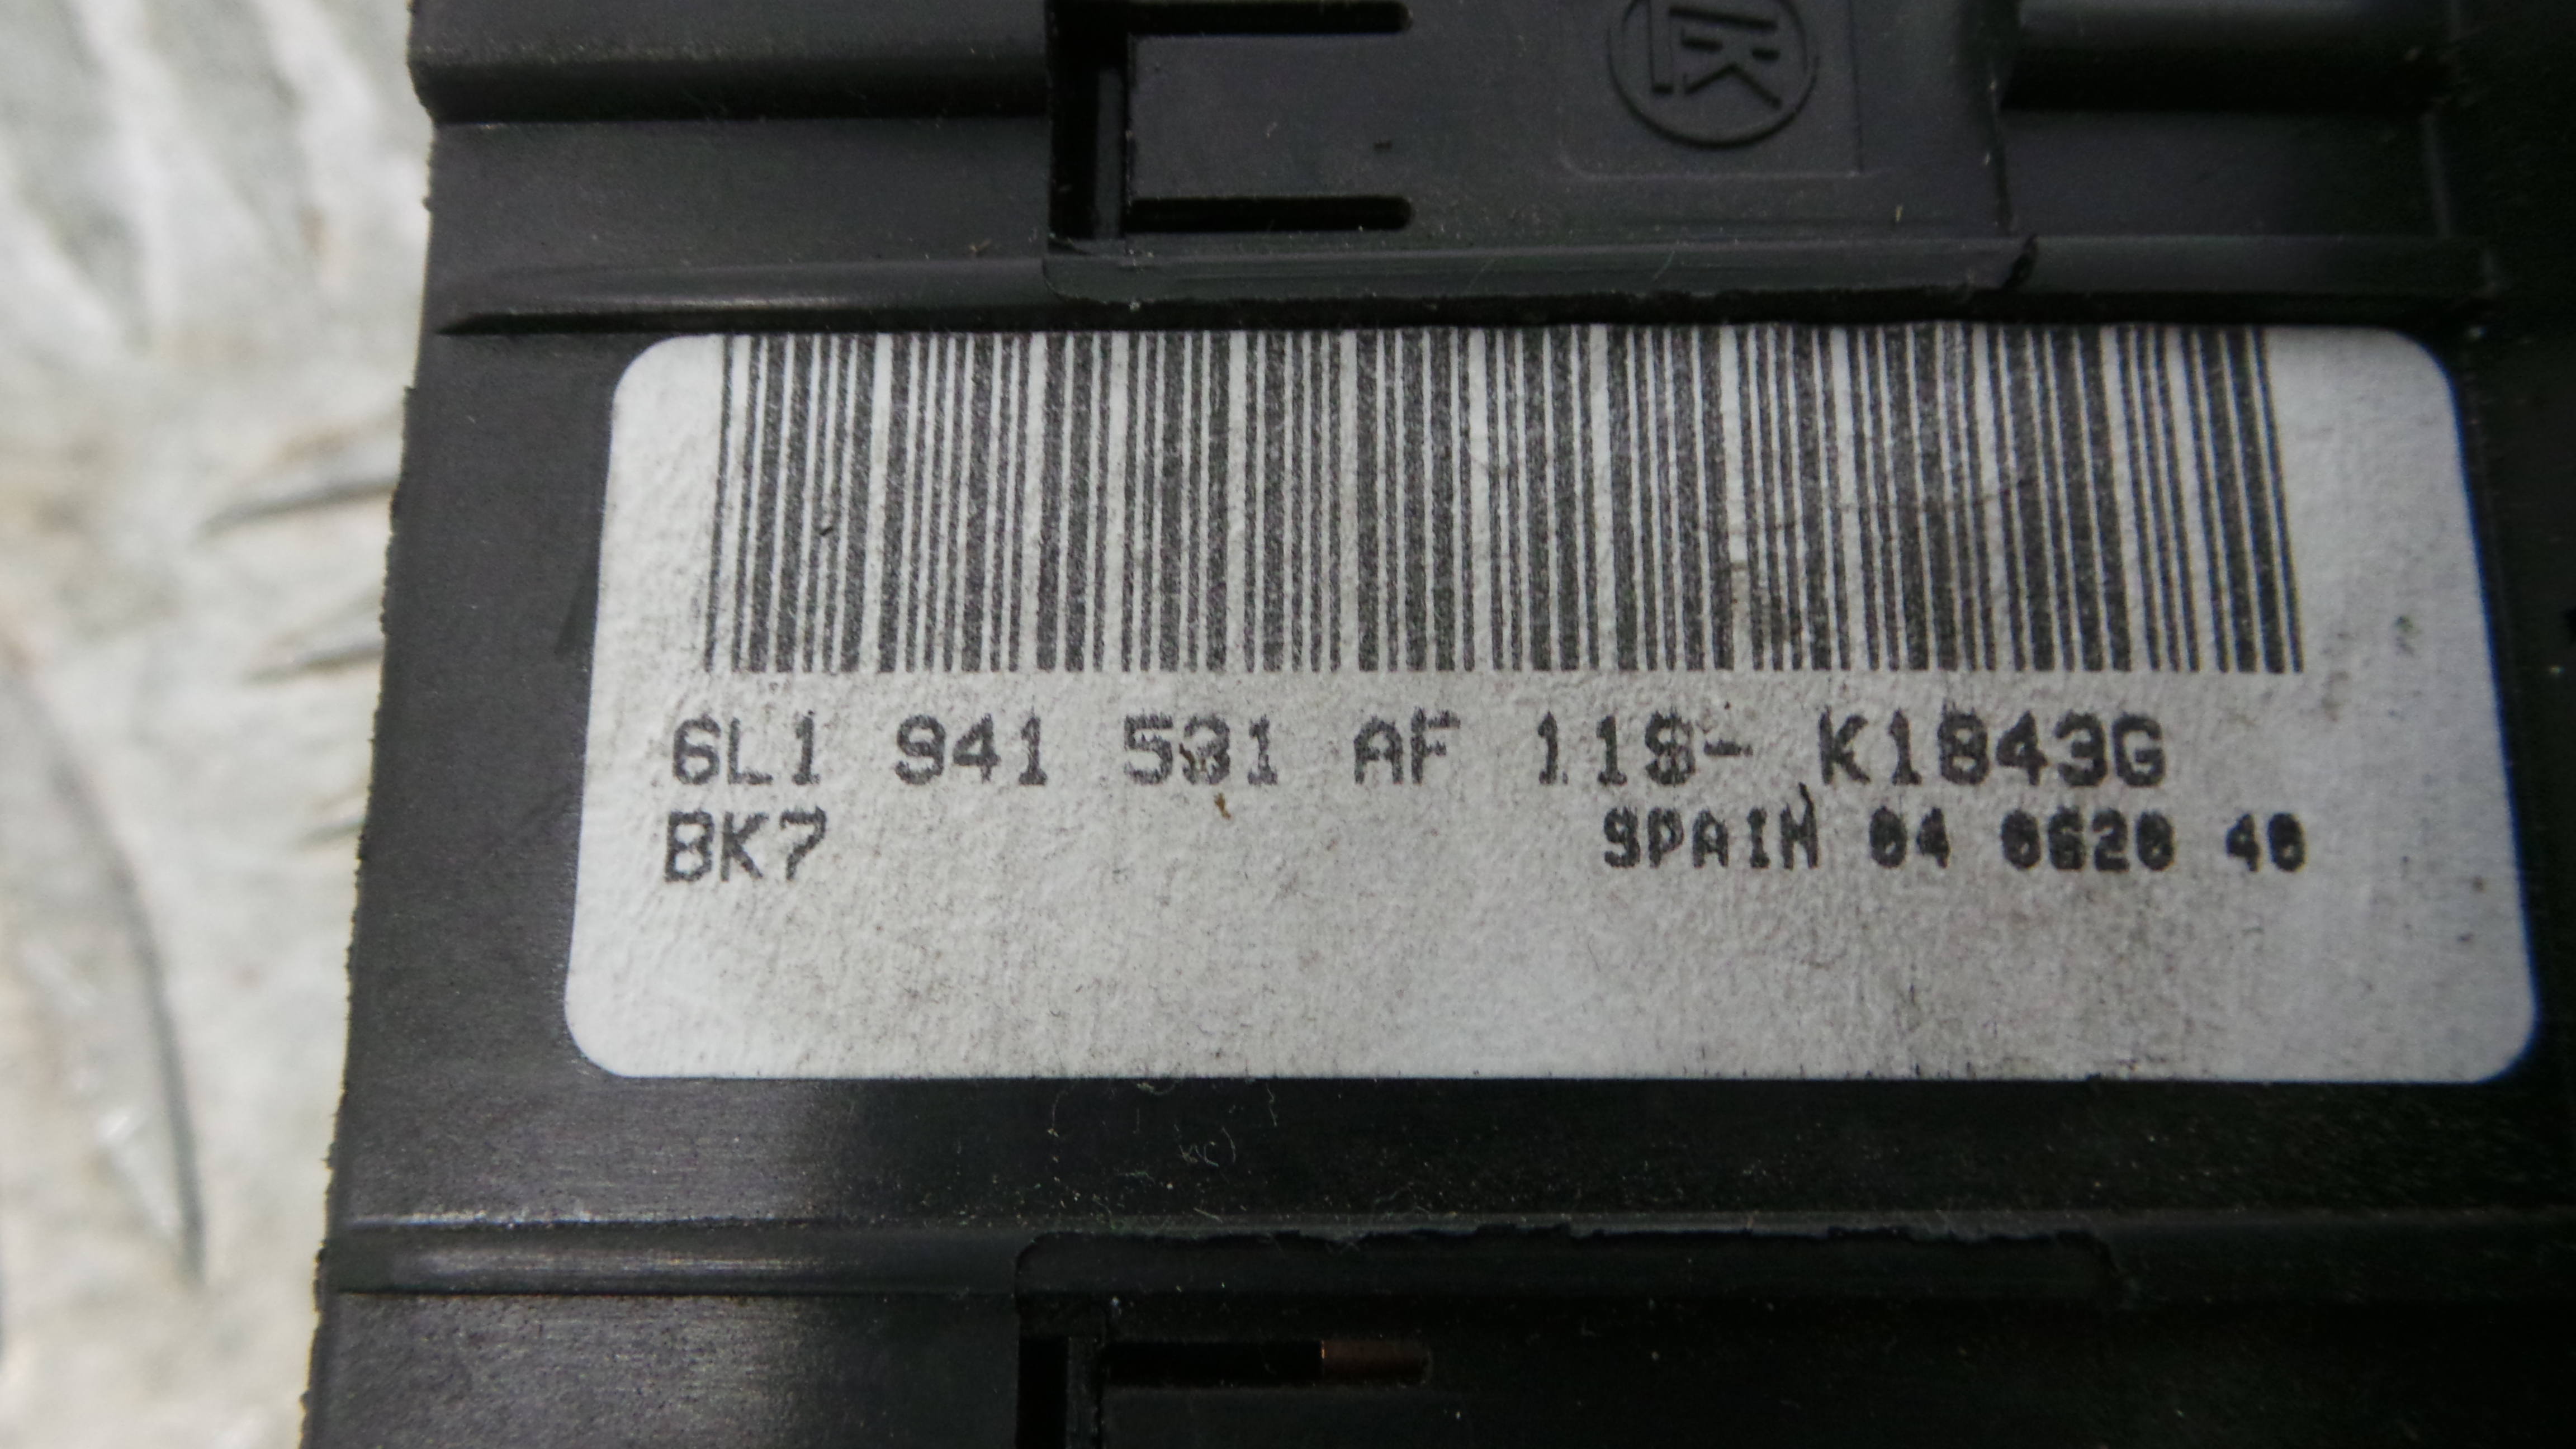 6L1 941 531 AF 11S- K1843G
BK7 SPAIN 04 0620 40